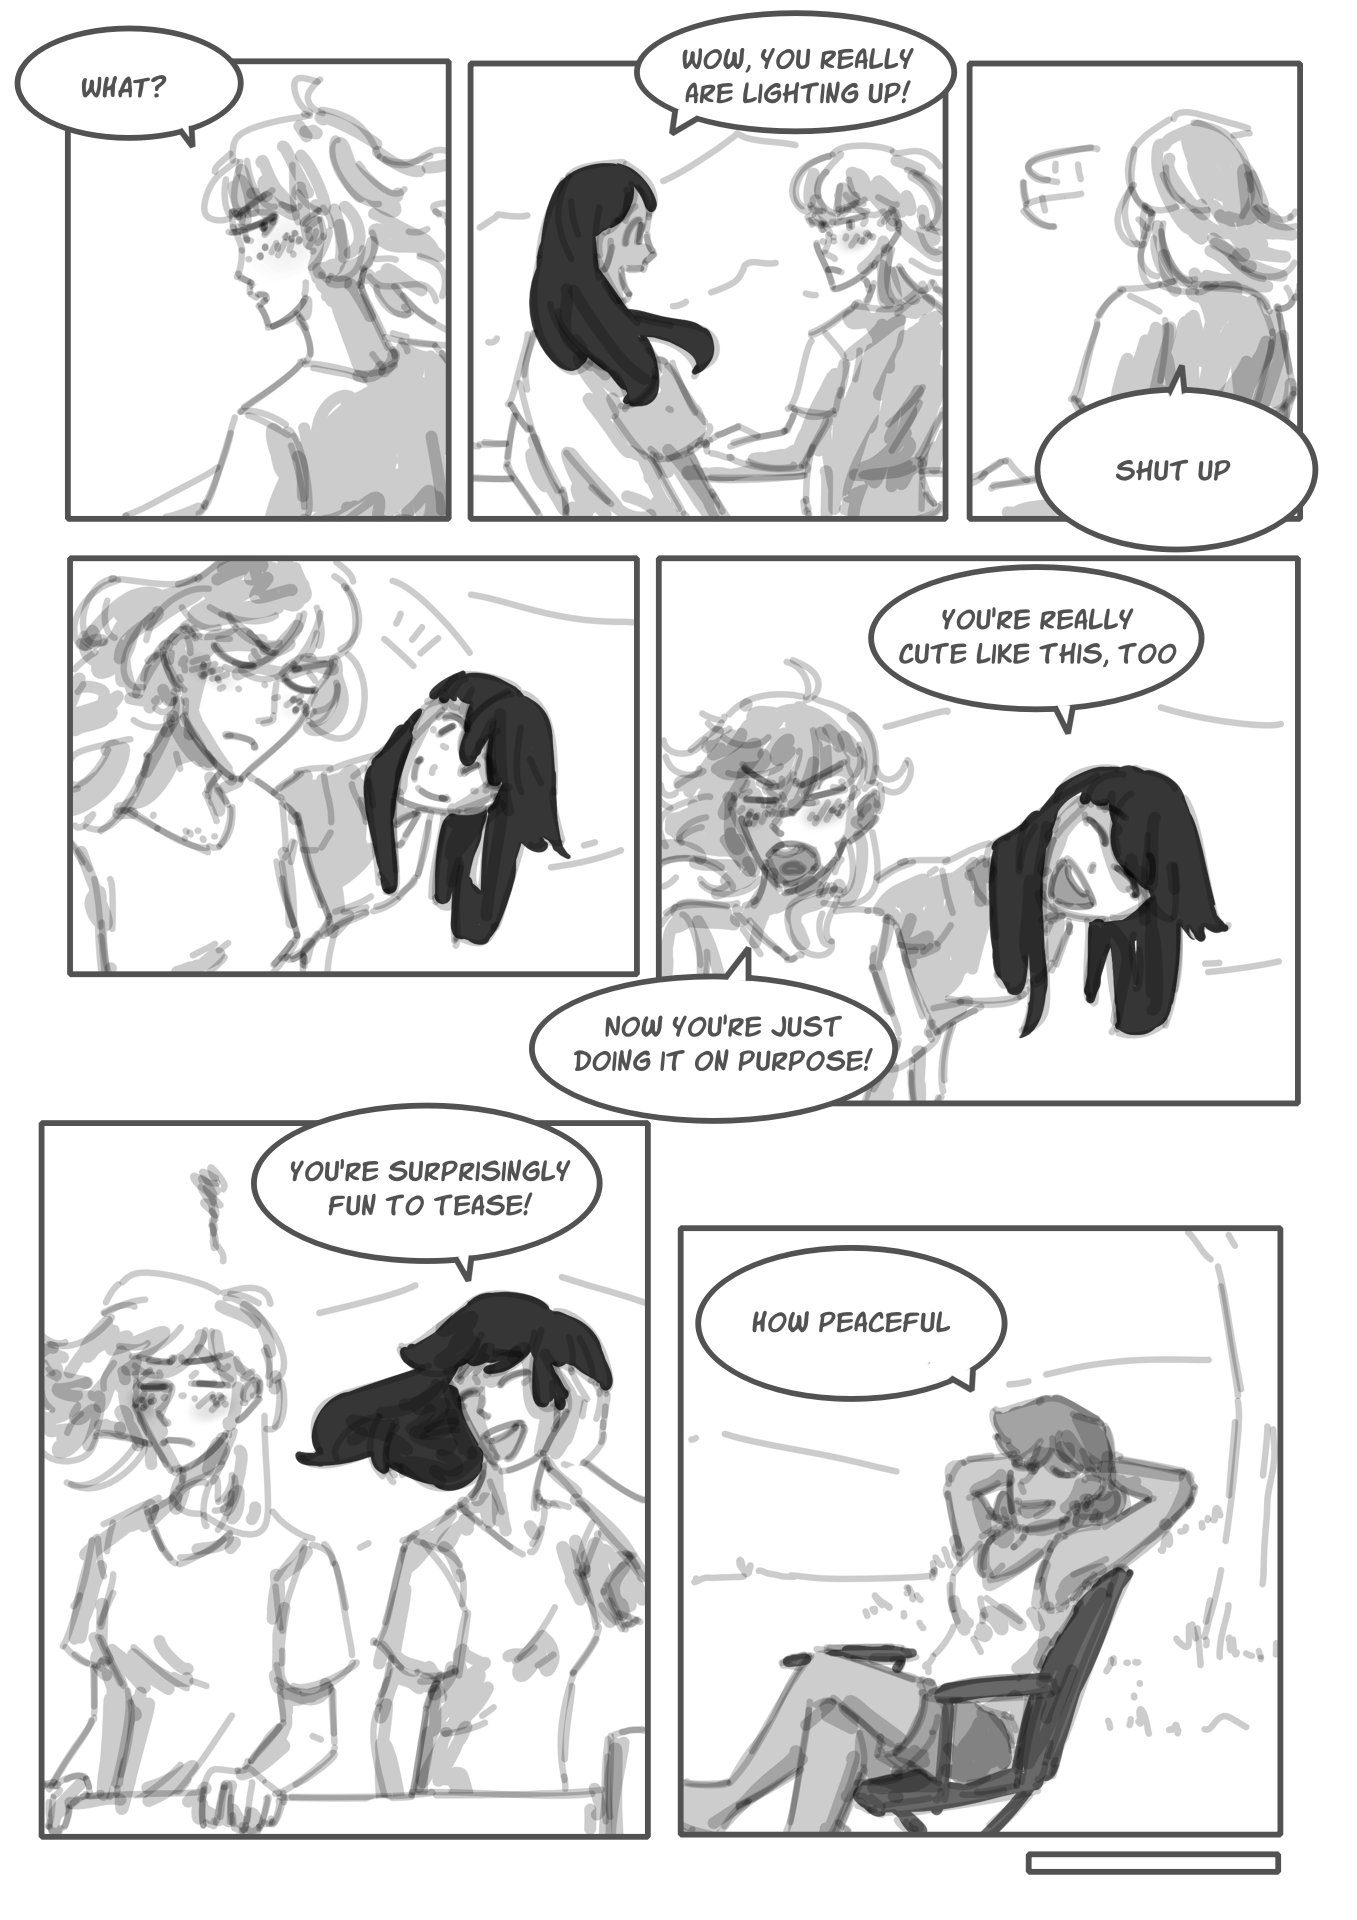 WHAT?
WOW, YOU REALLY
ARE LIGHTING UP!
SHUT UP
YOU'RE REALLY
CUTE LIKE THIS, TOO
NOW YOU'RE JUST
DOING IT ON PURPOSE!
YOU'RE SURPRISINGLY
FUN TO TEASE!
HOW PEACEFUL